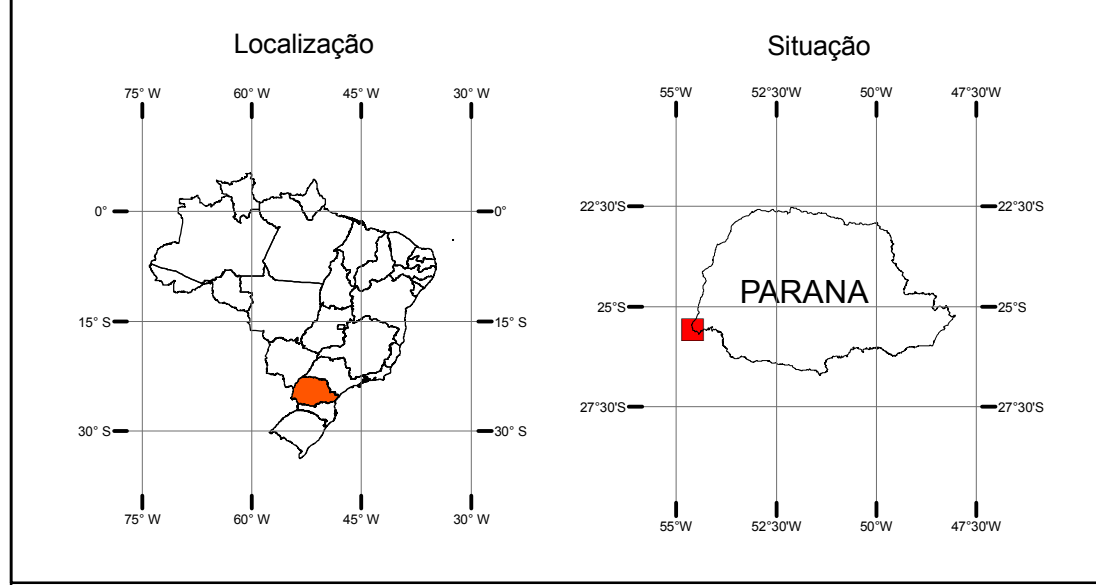 Localização
75° W 60° W 45° W 30° W
0° 0°
15° S 15° S
30° S 30° S
75° W 60° W 45° W 30° W
Situação
55°W 52°30'W 50°W 47°30'W
22°30'S 22°30'S
PARANA
25°S 25°S
27°30'S 27°30'S
55°W 52°30'W 50°W 47°30'W